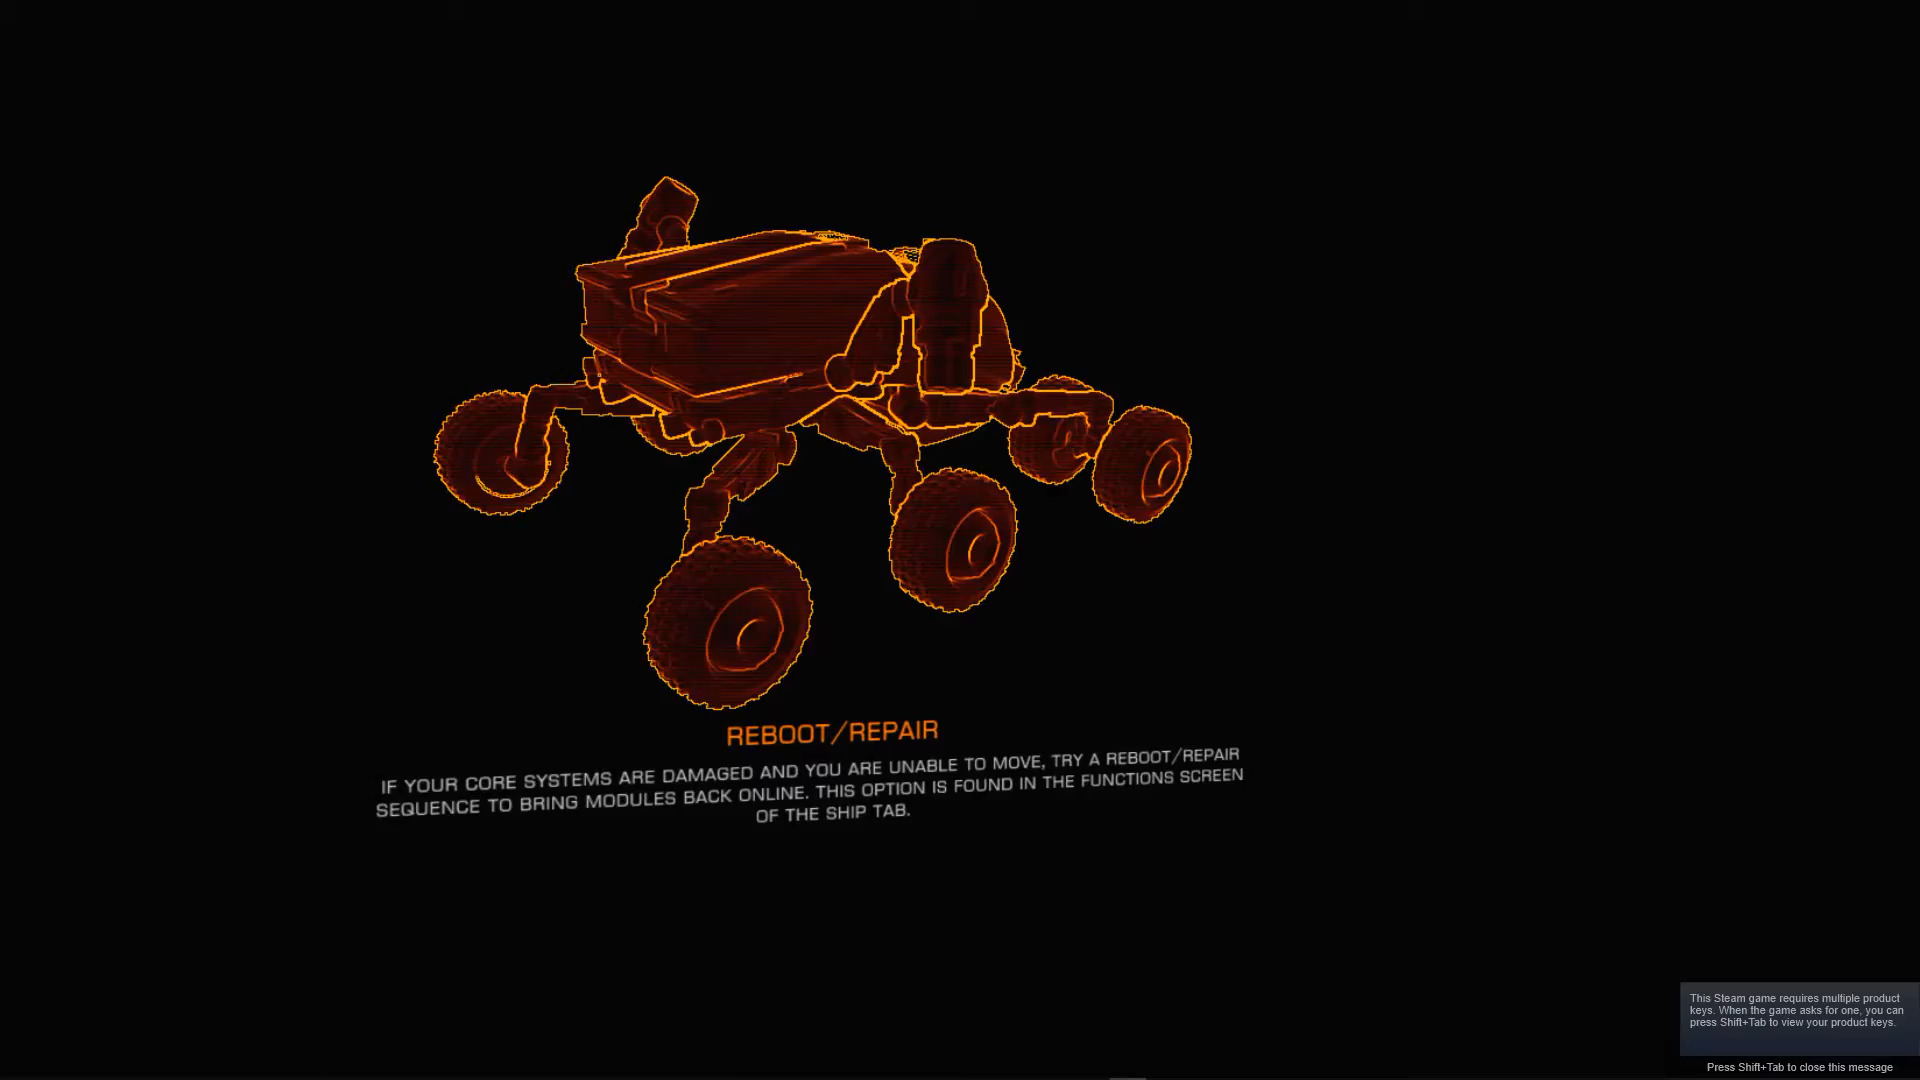 REBOOT/REPAIR
IF YOUR CORE SYSTEMS ARE DAMAGED AND YOU ARE UNABLE TO MOVE, TRY A REBOOT/REPAIR
SEQUENCE TO BRING MODULES BACK ONLINE. THIS OPTION IS FOUND IN THE FUNCTIONS SCREEN
OF THE SHIP TAB.
This Steam game requires multiple product
keys. When the game asks for one, you can
press Shift+Tab to view your product keys.
Press Shift+Tab to close this message